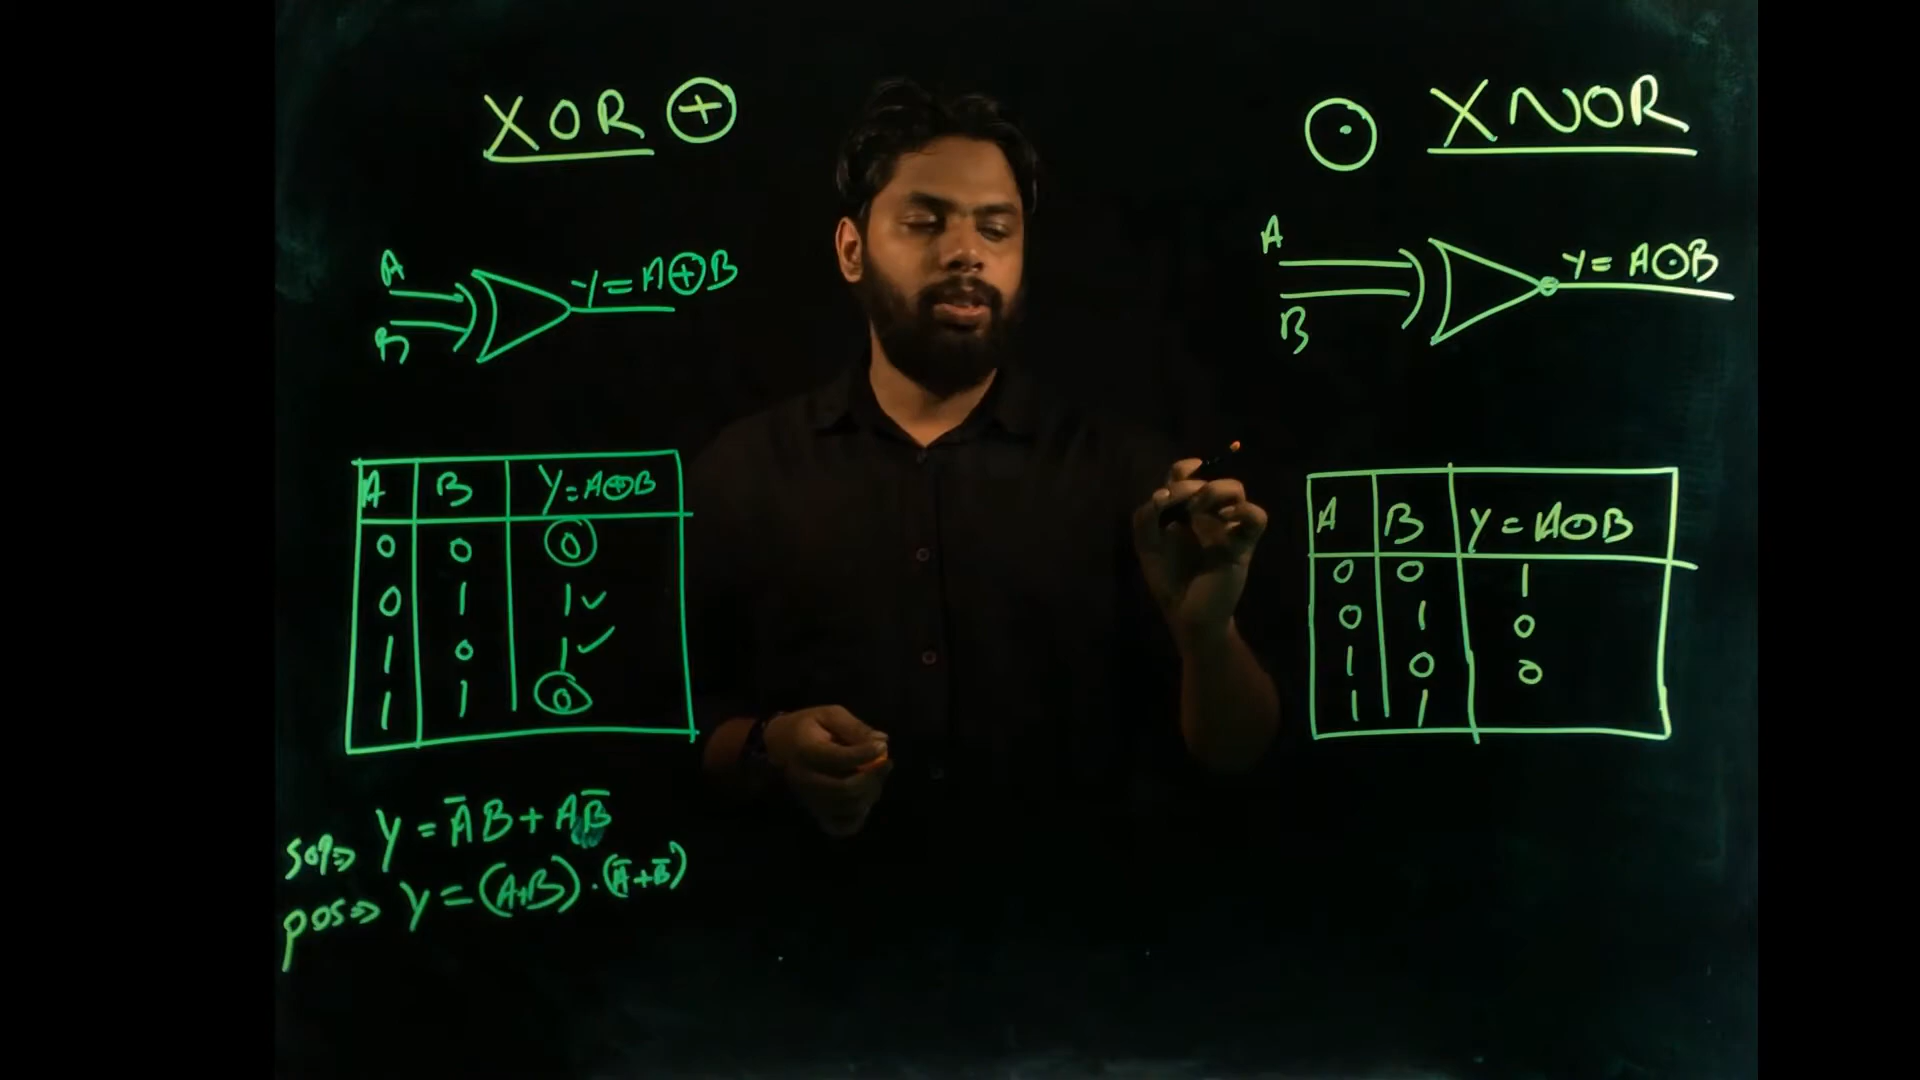 XOR ⊕
A
B
Y = A⊕B
A B Y = A⊕B
0 0 0
0 1 1 ✓
1 0 1 ✓
1 1 0
SOP⇒ Y = A̅B + AB̅
POS⇒ Y = (A+B) · (A̅+B̅)
⊙ XNOR
A
B
Y = A⊙B
A B Y = A⊙B
0 0 1
0 1 0
1 0 0
1 1